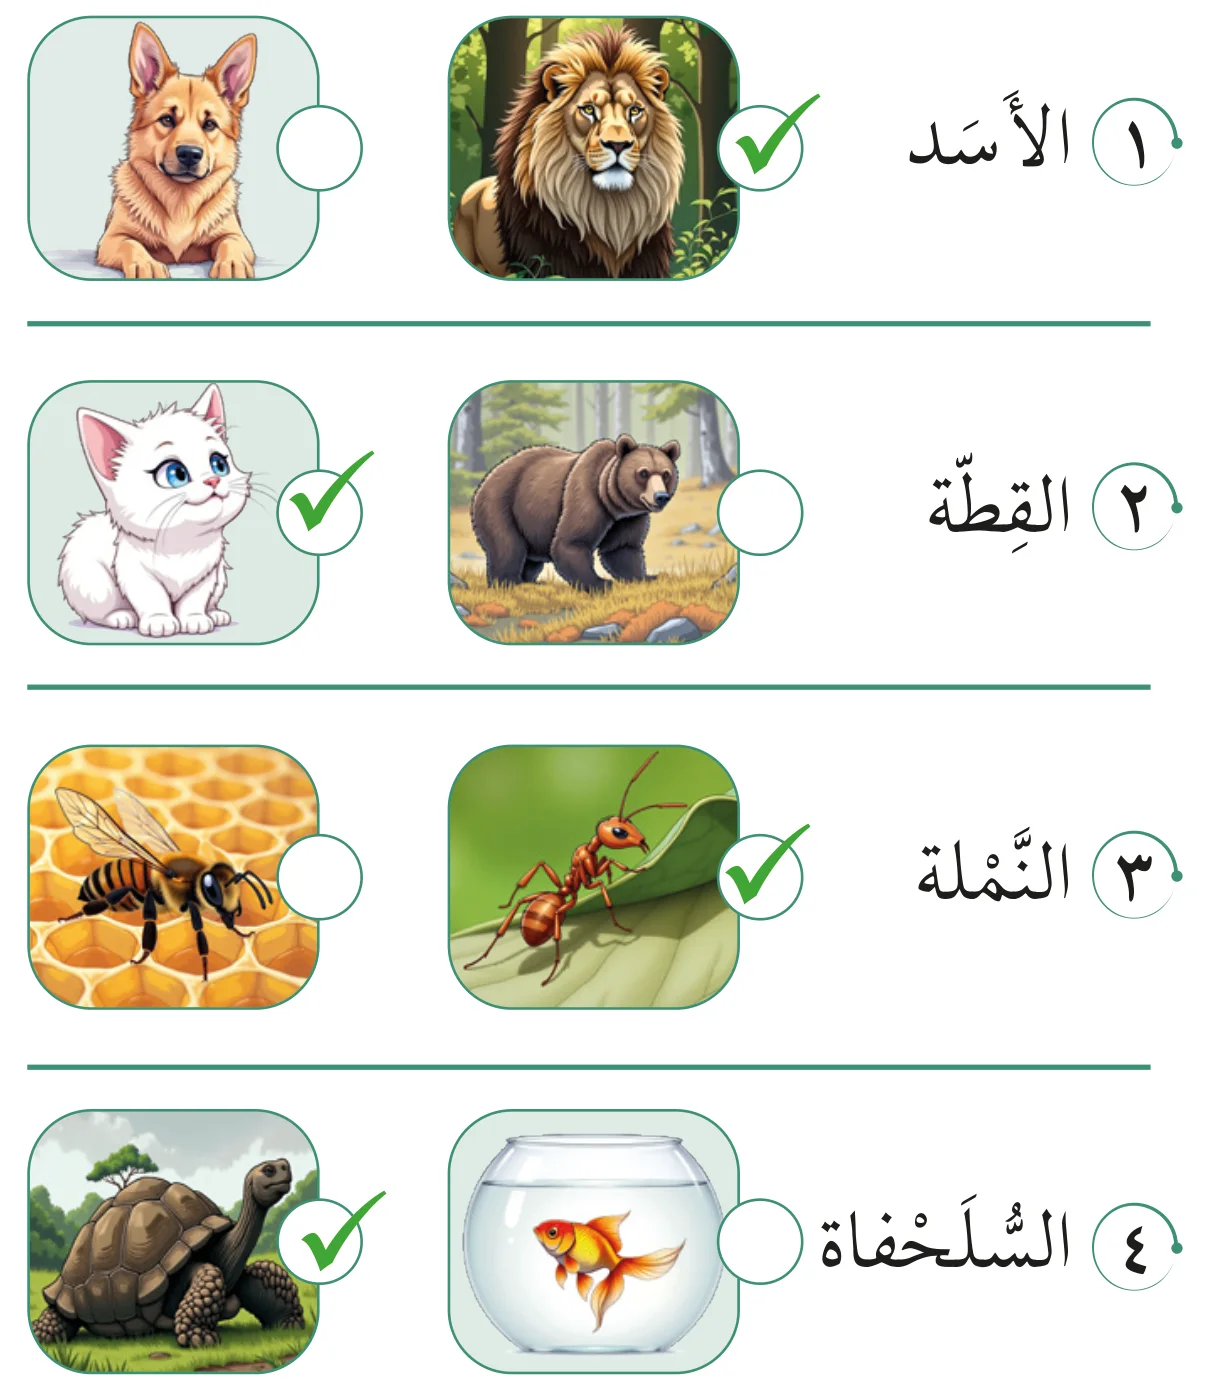 ١ الأَسَد
٢ القِطّة
٣ النَّمْلة
٤ السُّلَحْفاة